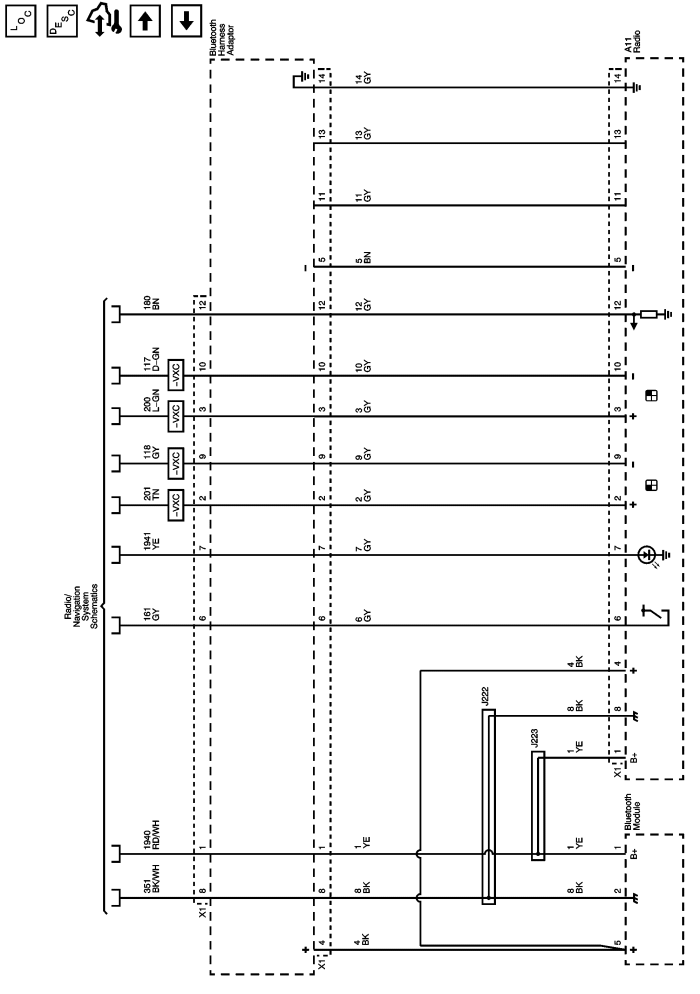 LOC
DESC
Bluetooth
Harness
Adaptor
A11
Radio
14
14
GY
14
13
13
GY
13
11
11
GY
11
5
5
BN
5
180
BN
12
12
12
GY
12
117
D-GN
-VXC
10
10
10
GY
10
200
L-GN
-VXC
3
3
3
GY
3
118
GY
-VXC
9
9
9
GY
9
201
TN
-VXC
2
2
2
GY
2
1941
YE
7
7
7
GY
7
Radio/
Navigation
System
Schematics
161
GY
6
6
6
GY
6
4
BK
4
J222
8
BK
8
J223
1
YE
1
X1
B+
1940
RD/WH
1
1
1
YE
1
YE
1
B+
Bluetooth
Module
351
BK/WH
8
X1
8
8
BK
8
BK
2
4
X1
4
BK
5